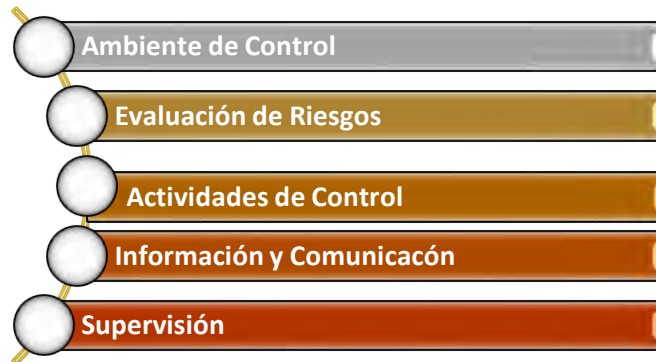 Ambiente de Control
Evaluación de Riesgos
Actividades de Control
Información y Comunicacón
Supervisión